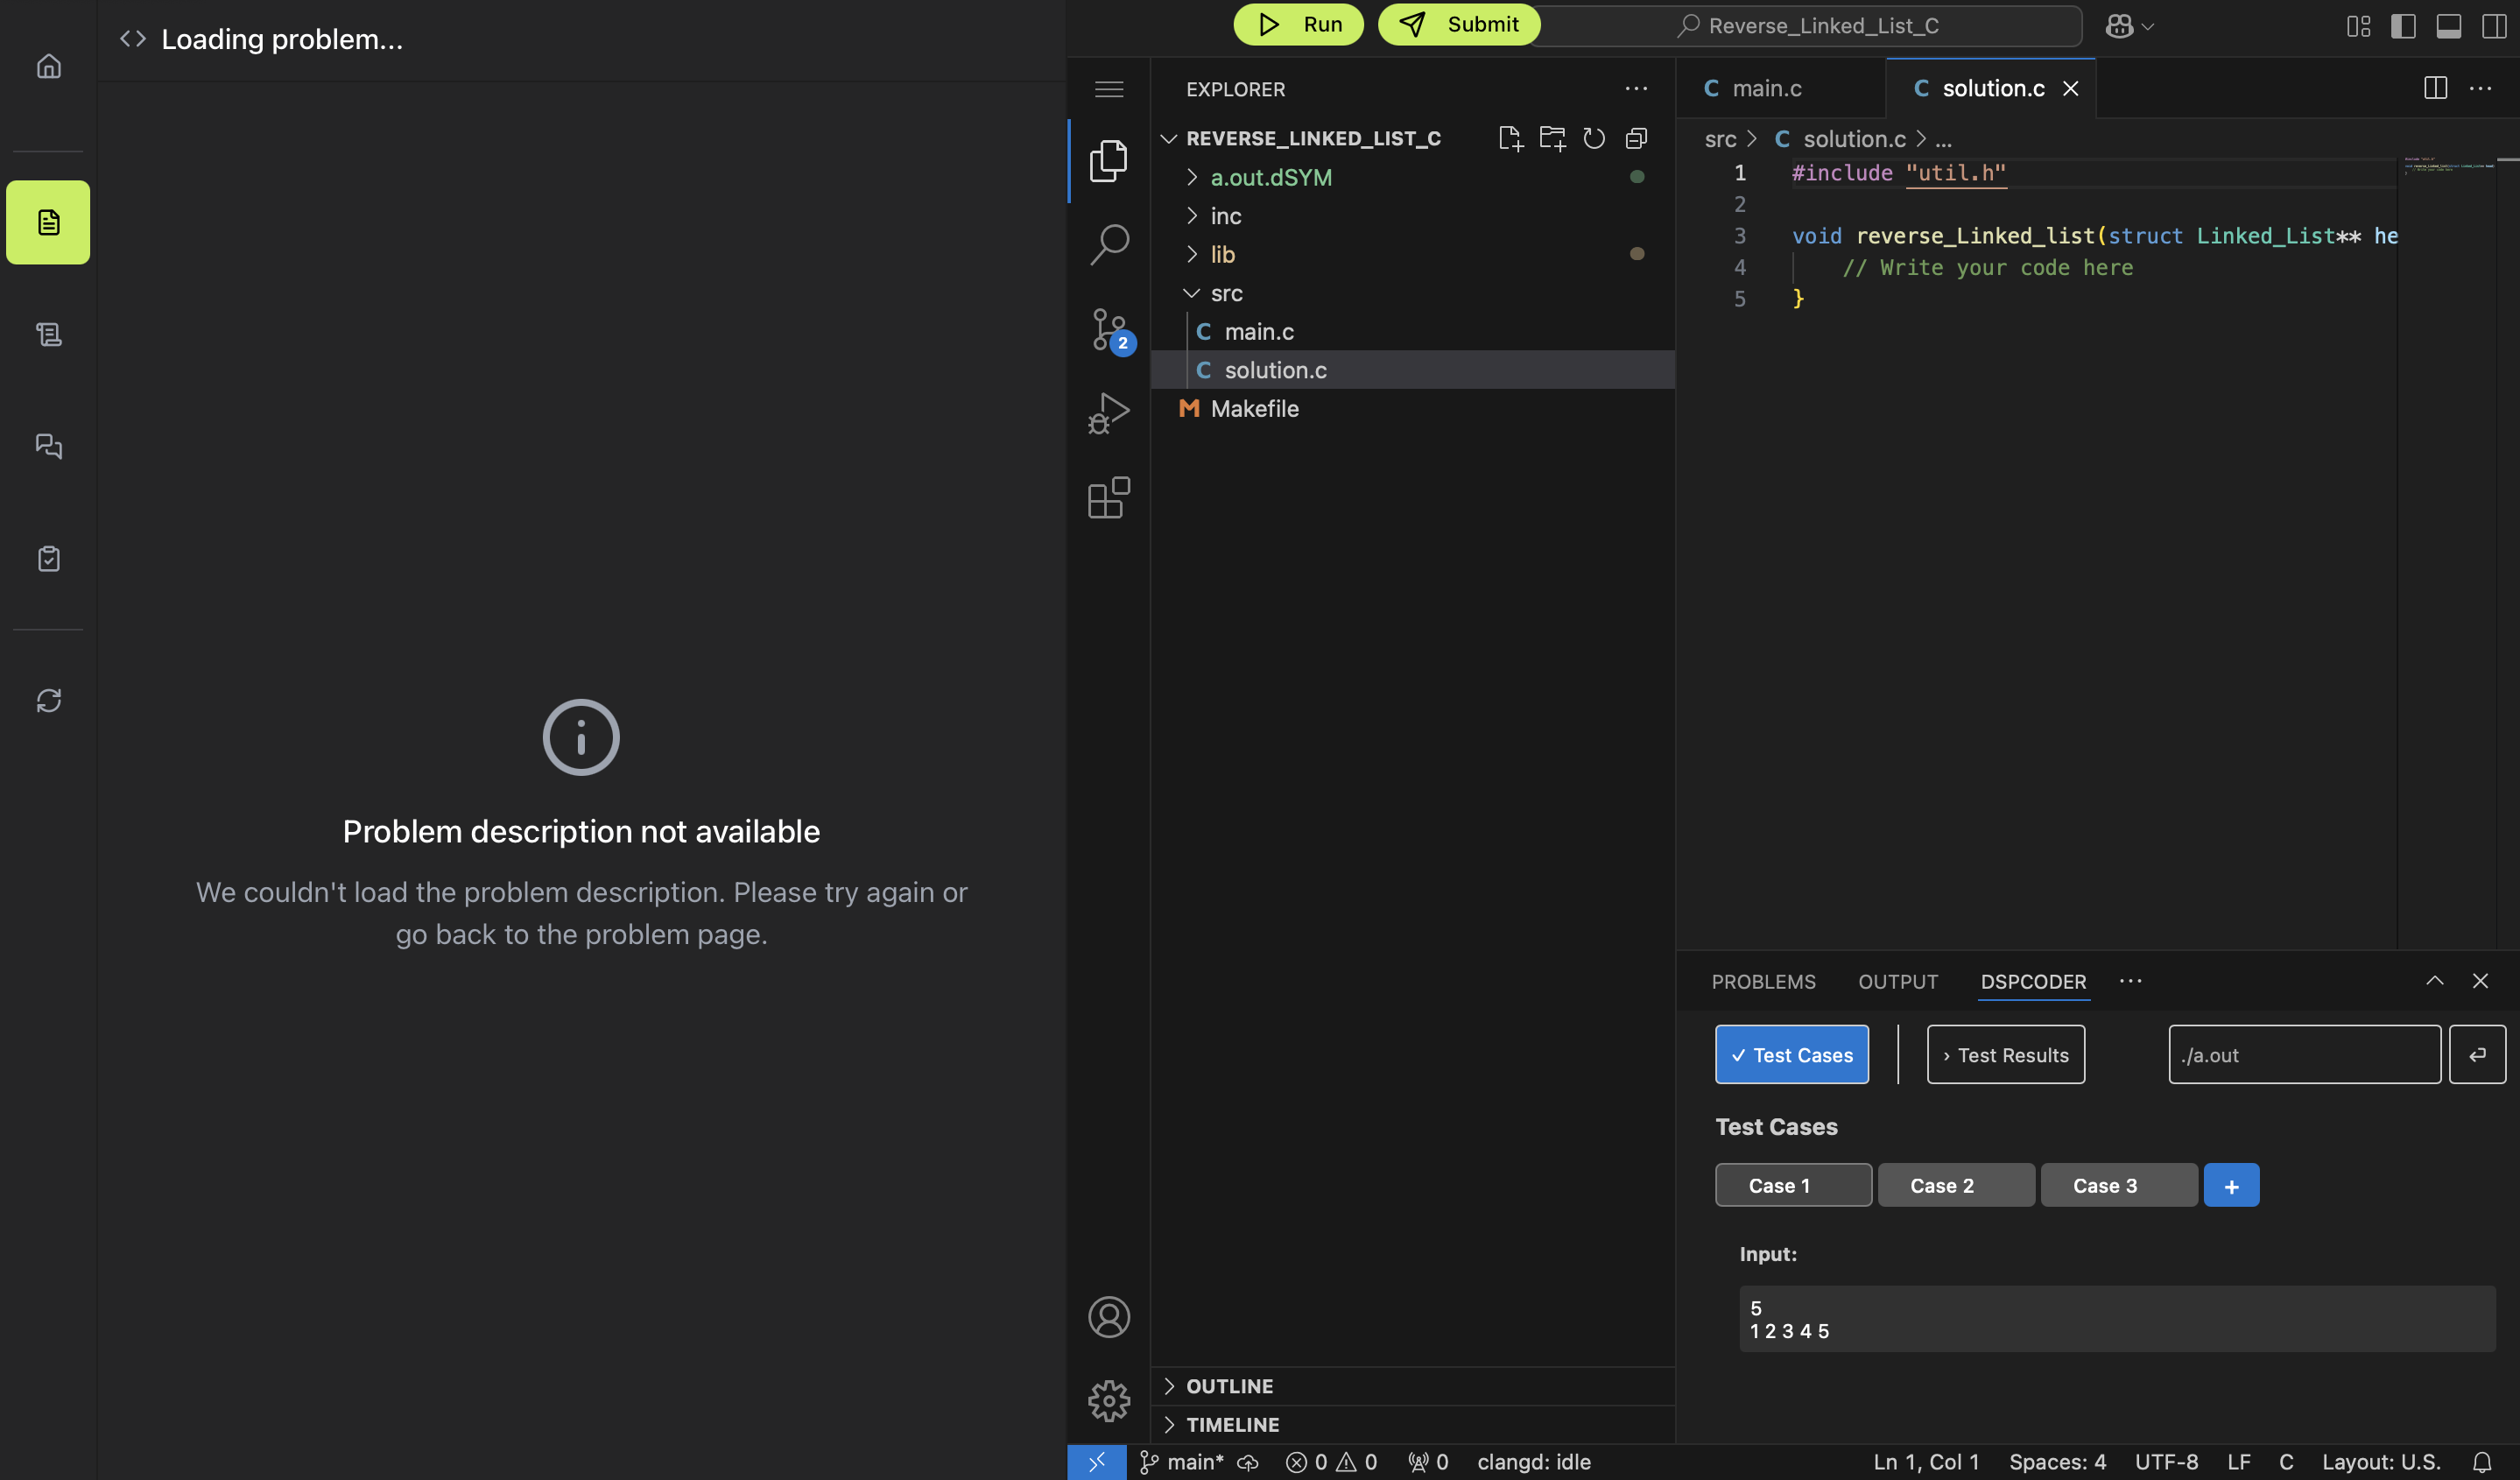 Loading problem...
Problem description not available
We couldn't load the problem description. Please try again or
go back to the problem page.
Run
Submit
Reverse_Linked_List_C
EXPLORER
REVERSE_LINKED_LIST_C
a.out.dSYM
inc
lib
src
C main.c
C solution.c
M Makefile
2
OUTLINE
TIMELINE
C main.c
C solution.c
src > C solution.c > ...
1 #include "util.h"
2
3 void reverse_Linked_list(struct Linked_List** he
4 // Write your code here
5 }
PROBLEMS OUTPUT DSPCODER
✓ Test Cases
› Test Results
./a.out
Test Cases
Case 1
Case 2
Case 3
+
Input:
5
1 2 3 4 5
main* 0 0 0 clangd: idle Ln 1, Col 1 Spaces: 4 UTF-8 LF C Layout: U.S.